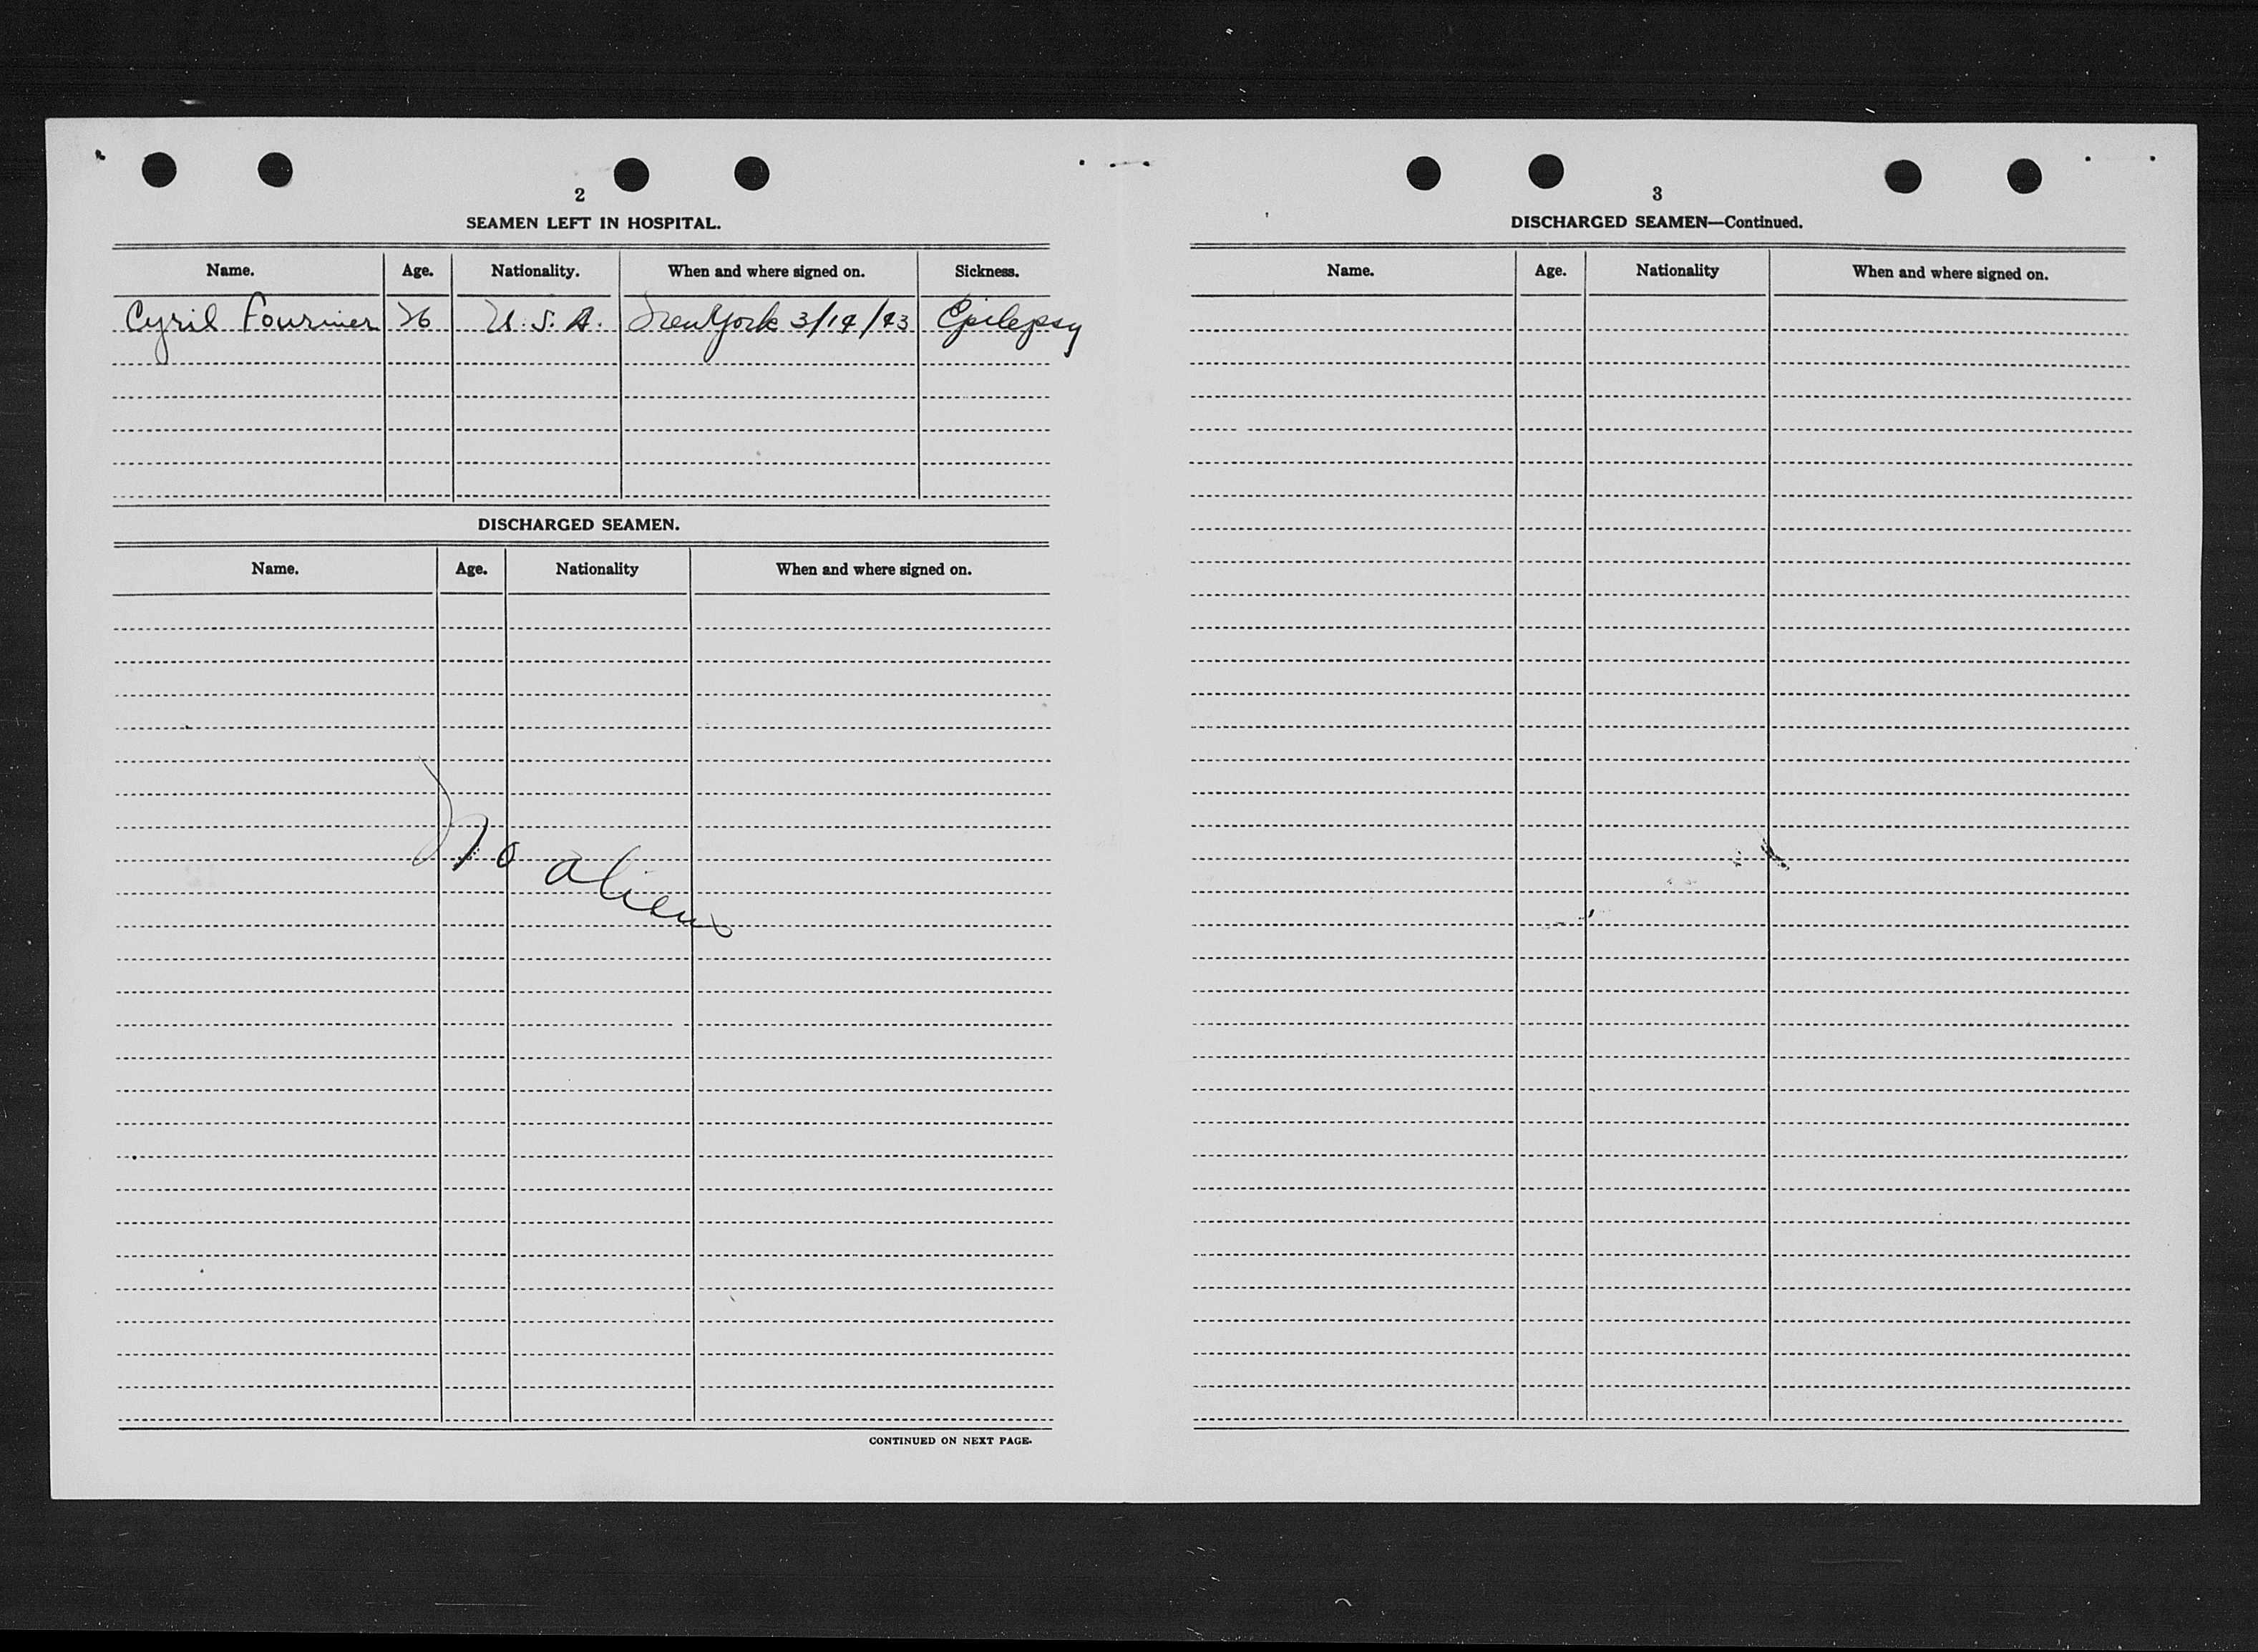 2
SEAMEN LEFT IN HOSPITAL.
Name. Age. Nationality. When and where signed on. Sickness.
Cyril Fournier 26 U.S.A. New York 3/14/43 Epilepsy
DISCHARGED SEAMEN.
Name. Age. Nationality When and where signed on.
No aliens
CONTINUED ON NEXT PAGE.
3
DISCHARGED SEAMEN—Continued.
Name. Age. Nationality When and where signed on.